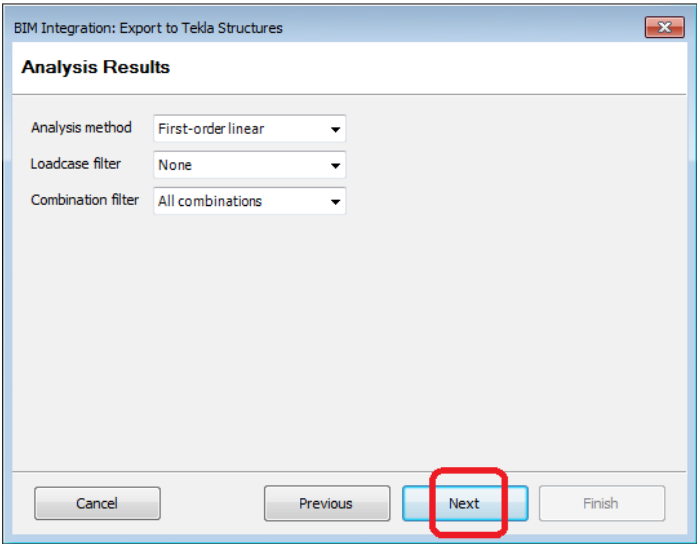 BIM Integration: Export to Tekla Structures
Analysis Results
Analysis method First-order linear
Loadcase filter None
Combination filter All combinations
Cancel Previous Next Finish